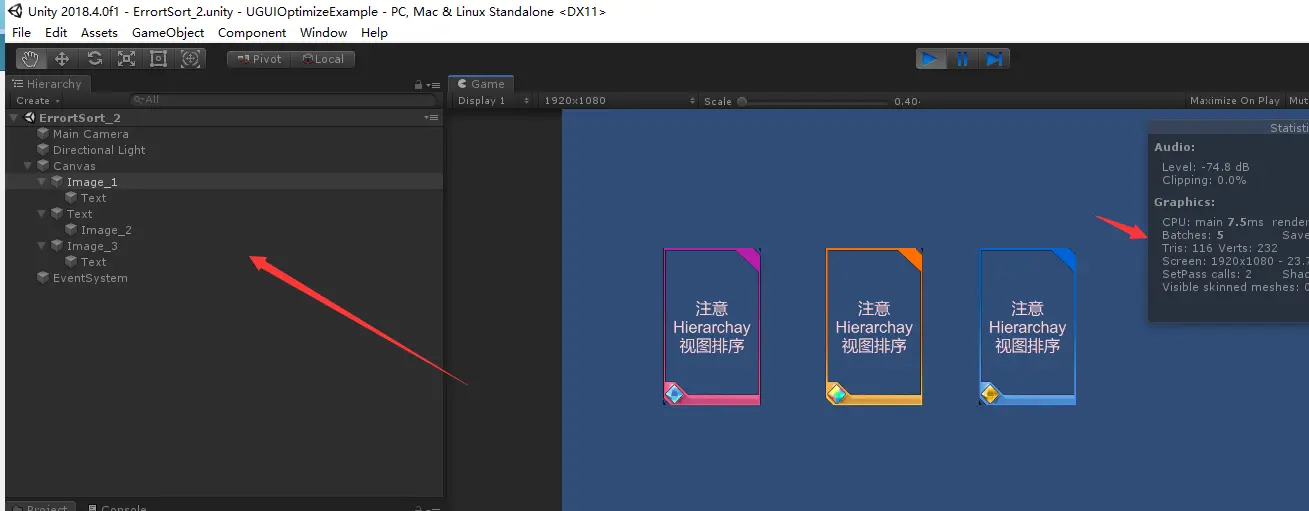 Unity 2018.4.0f1 - ErrortSort_2.unity - UGUIOptimizeExample - PC, Mac & Linux Standalone <DX11>
File Edit Assets GameObject Component Window Help
Pivot Local
Hierarchy
Create All
ErrortSort_2
Main Camera
Directional Light
Canvas
Image_1
Text
Text
Image_2
Image_3
Text
EventSystem
Game
Display 1 1920x1080 Scale 0.40 Maximize On Play Mut
Statisti
Audio:
Level: -74.8 dB
Clipping: 0.0%
Graphics:
CPU: main 7.5ms render
Batches: 5 Save
Tris: 116 Verts: 232
Screen: 1920x1080 - 23.7
SetPass calls: 2 Shad
Visible skinned meshes: 0
注意
Hierarchay
视图排序
注意
Hierarchay
视图排序
注意
Hierarchay
视图排序
Project Console